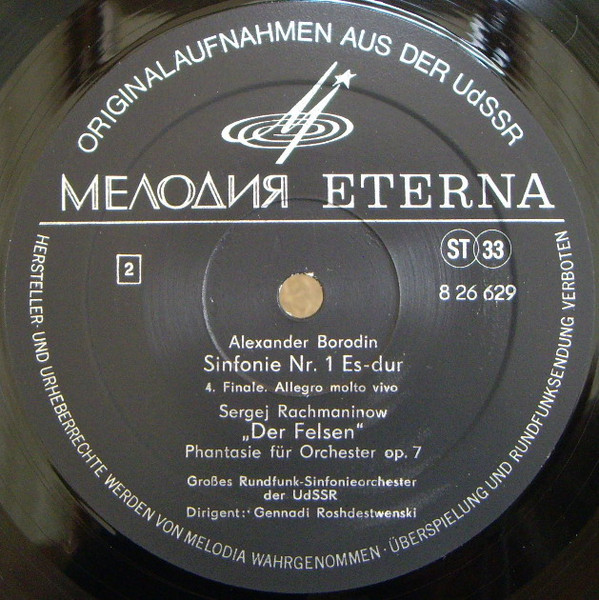 ORIGINALAUFNAHMEN AUS DER UdSSR
МЕЛОДИЯ ETERNA
2
ST 33
8 26 629
Alexander Borodin
Sinfonie Nr. 1 Es-dur
4. Finale. Allegro molto vivo
Sergej Rachmaninow
„Der Felsen“
Phantasie für Orchester op. 7
Großes Rundfunk-Sinfonieorchester
der UdSSR
Dirigent: Gennadi Roshdestwenski
HERSTELLER- UND URHEBERRECHTE WERDEN VON MELODIA WAHRGENOMMEN · ÜBERSPIELUNG UND RUNDFUNKSENDUNG VERBOTEN